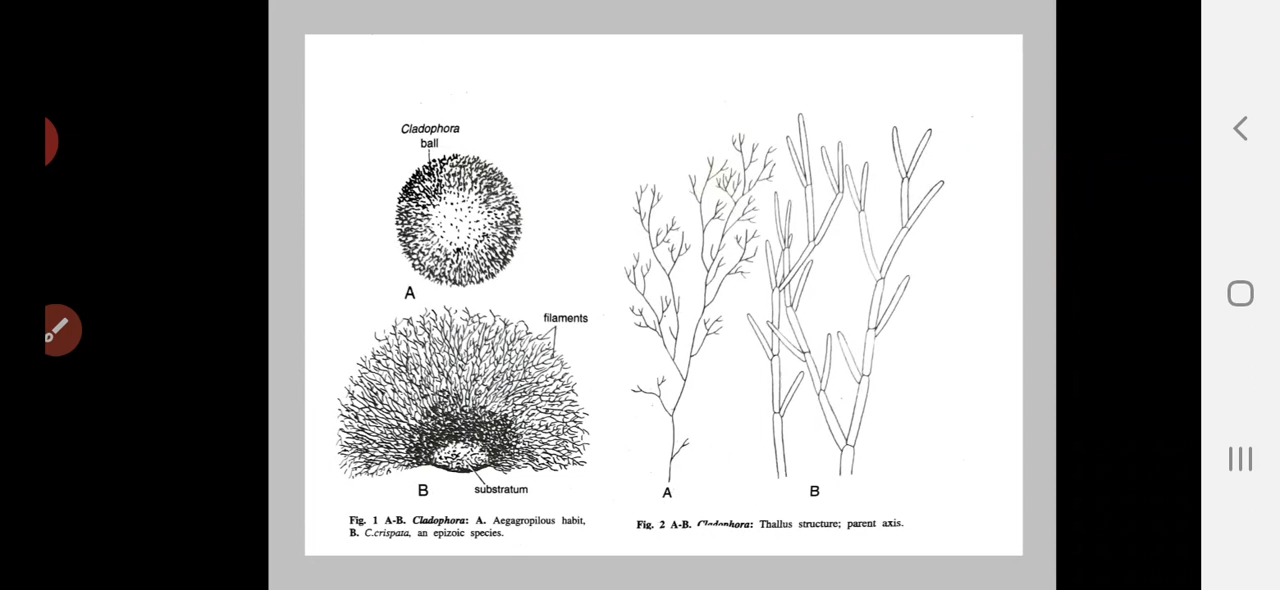 Cladophora
ball
A
filaments
B
substratum
Fig. 1 A-B. Cladophora: A. Aegagropilous habit,
B. C.crispata, an epizoic species.
A
B
Fig. 2 A-B. Cladophora: Thallus structure; parent axis.